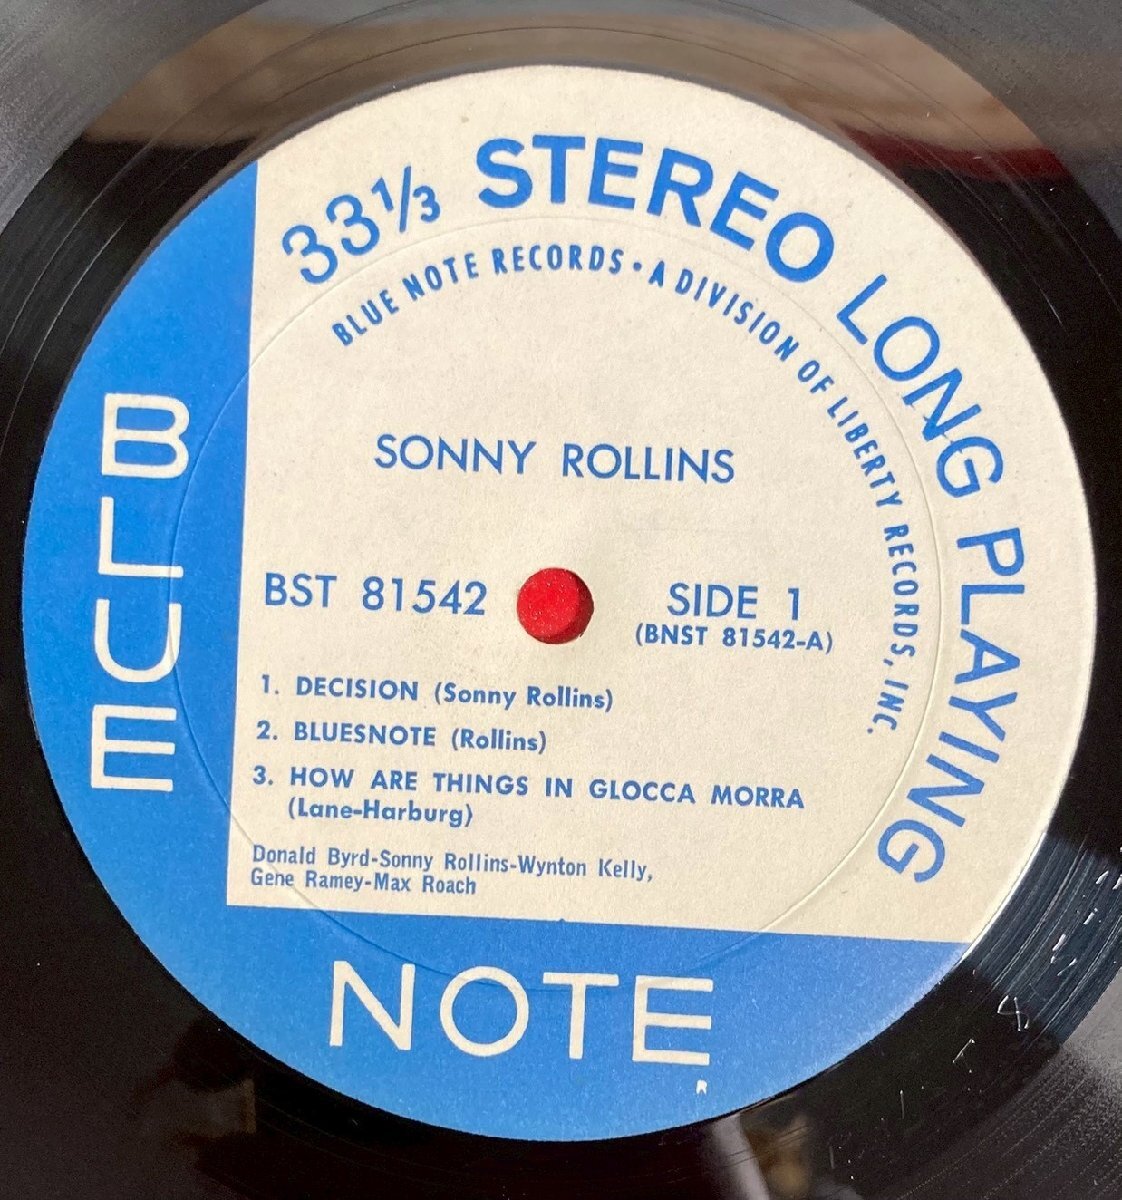 33⅓ STEREO LONG PLAYING
BLUE NOTE RECORDS • A DIVISION OF LIBERTY RECORDS, INC.
SONNY ROLLINS
BST 81542
SIDE 1
(BNST 81542-A)
1. DECISION (Sonny Rollins)
2. BLUESNOTE (Rollins)
3. HOW ARE THINGS IN GLOCCA MORRA
(Lane-Harburg)
Donald Byrd-Sonny Rollins-Wynton Kelly,
Gene Ramey-Max Roach
BLUE
NOTE
R